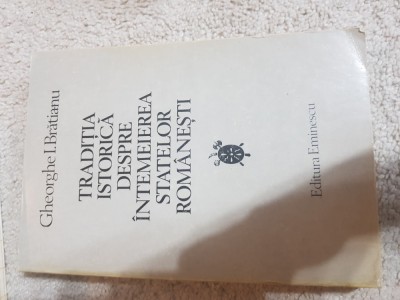 Gheorghe I. Brătianu
TRADIȚIA
ISTORICĂ
DESPRE
ÎNTEMEIEREA
STATELOR
ROMÂNEȘTI
Editura Eminescu